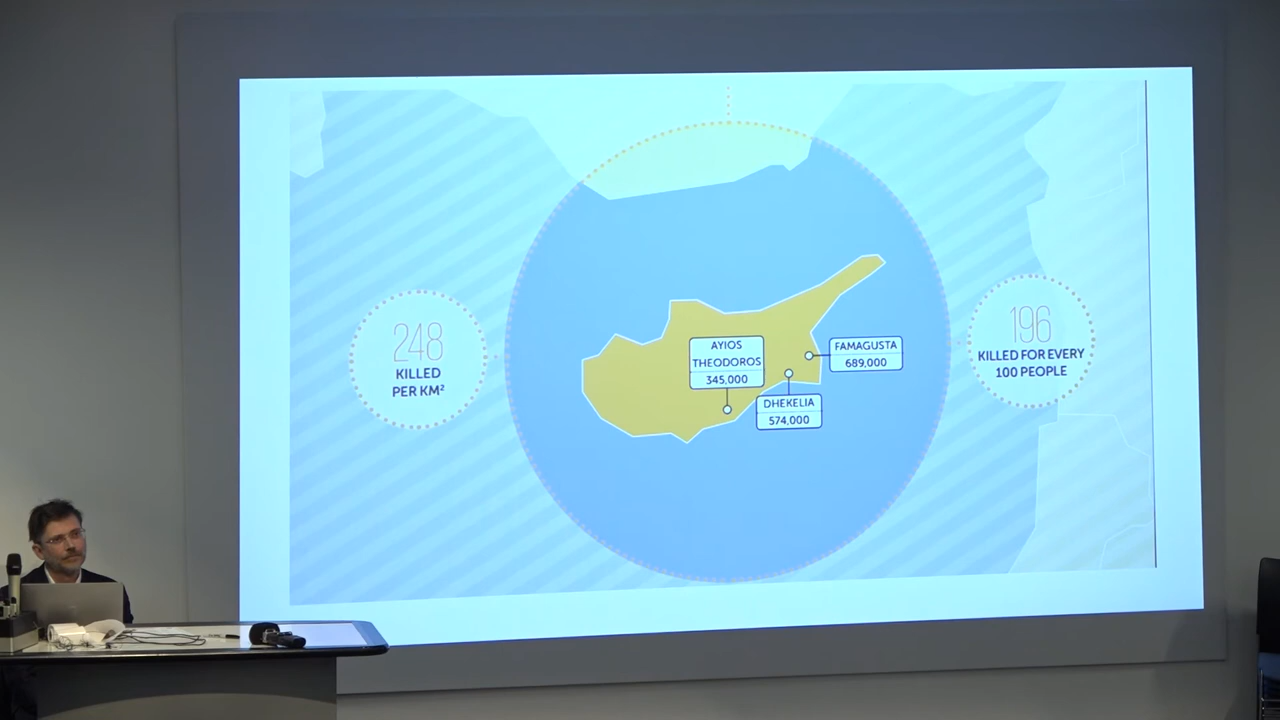 248
KILLED
PER KM²
AYIOS
THEODOROS
345,000
DHEKELIA
574,000
FAMAGUSTA
689,000
196
KILLED FOR EVERY
100 PEOPLE